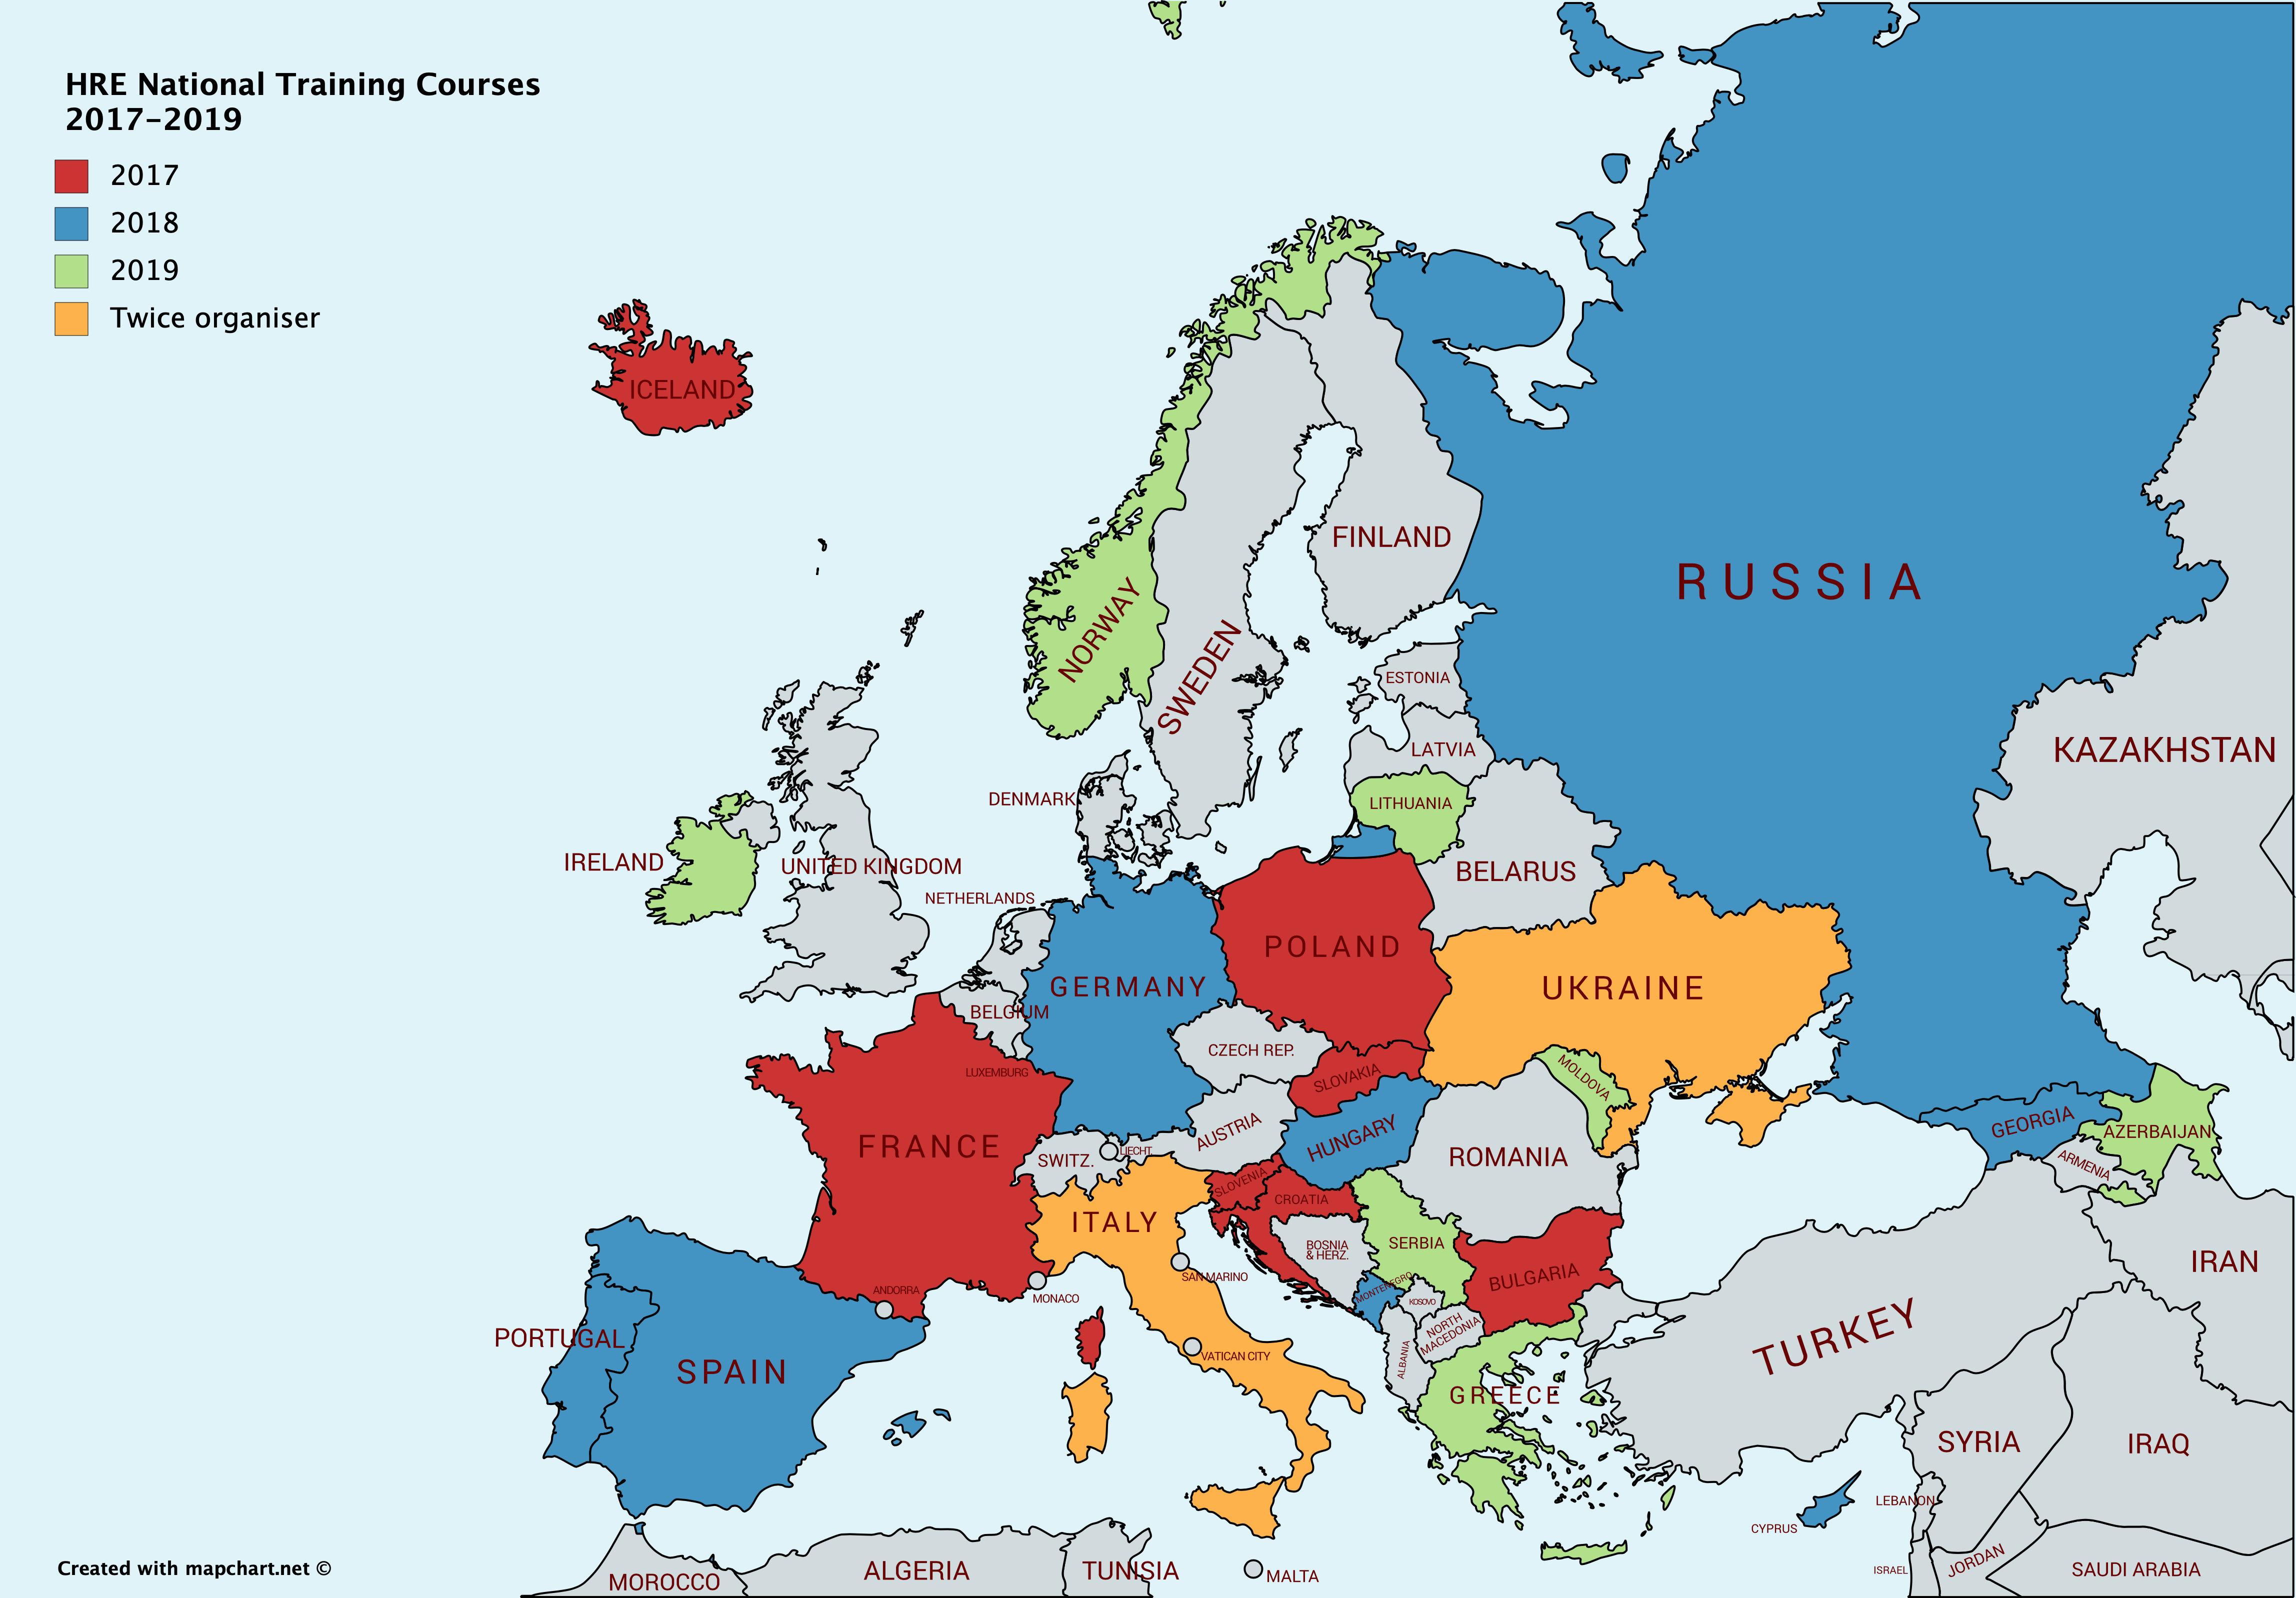 HRE National Training Courses
2017-2019
2017
2018
2019
Twice organiser
ICELAND
RUSSIA
FINLAND
NORWAY
SWEDEN
ESTONIA
LATVIA
KAZAKHSTAN
DENMARK
LITHUANIA
IRELAND
UNITED KINGDOM
BELARUS
NETHERLANDS
POLAND
GERMANY
UKRAINE
BELGIUM
CZECH REP.
LUXEMBURG
SLOVAKIA
MOLDOVA
FRANCE
AUSTRIA
HUNGARY
GEORGIA
AZERBAIJAN
SWITZ.
LIECHT.
ROMANIA
ARMENIA
SLOVENIA
CROATIA
ITALY
BOSNIA
& HERZ.
SERBIA
IRAN
SAN MARINO
MONTENEGRO
BULGARIA
ANDORRA
MONACO
KOSOVO
NORTH
MACEDONIA
PORTUGAL
SPAIN
VATICAN CITY
ALBANIA
TURKEY
GREECE
SYRIA
IRAQ
LEBANON
CYPRUS
Created with mapchart.net ©
MOROCCO
ALGERIA
TUNISIA
MALTA
ISRAEL
JORDAN
SAUDI ARABIA